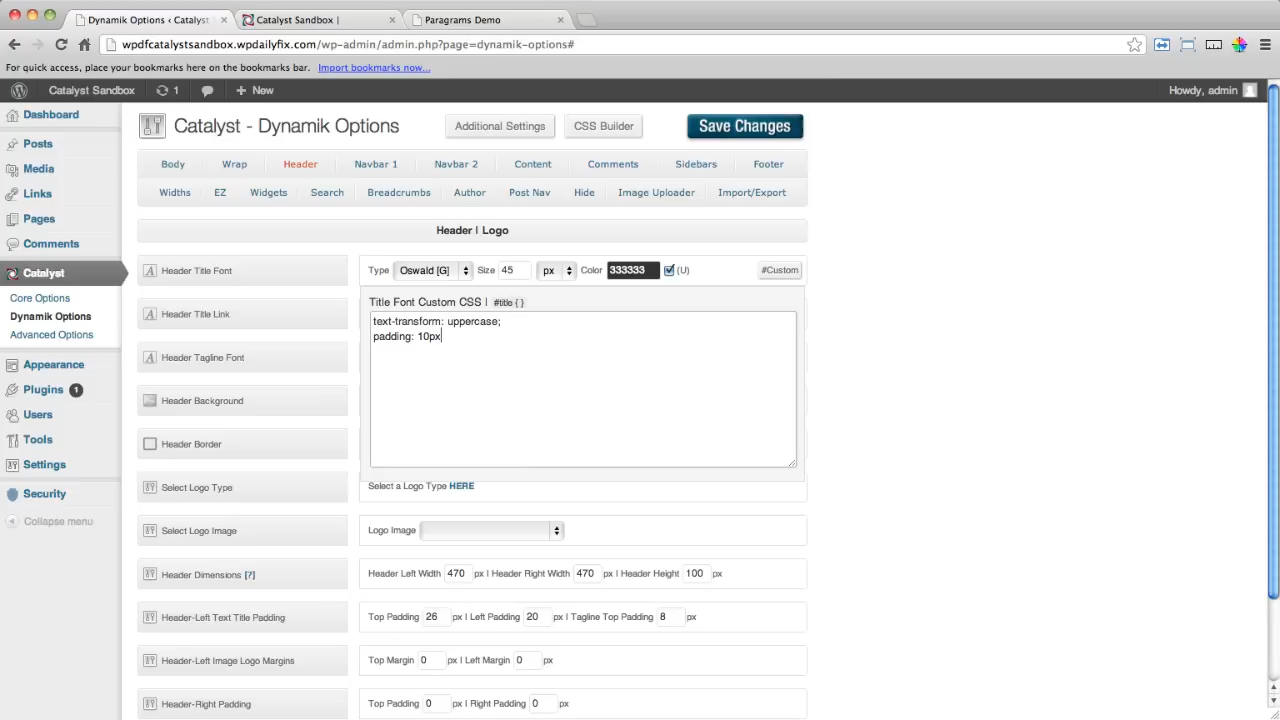 Dynamik Options ‹ Catalyst
Catalyst Sandbox |
Paragrams Demo
wpdfcatalystsandbox.wpdailyfix.com/wp-admin/admin.php?page=dynamik-options#
For quick access, place your bookmarks here on the bookmarks bar. Import bookmarks now...
Catalyst Sandbox 1 + New Howdy, admin
Dashboard
Posts
Media
Links
Pages
Comments
Catalyst
Core Options
Dynamik Options
Advanced Options
Appearance
Plugins 1
Users
Tools
Settings
Security
Collapse menu
Catalyst - Dynamik Options Additional Settings CSS Builder Save Changes
Body Wrap Header Navbar 1 Navbar 2 Content Comments Sidebars Footer
Widths EZ Widgets Search Breadcrumbs Author Post Nav Hide Image Uploader Import/Export
Header | Logo
Header Title Font Type Oswald [G] Size 45 px Color 333333 (U) #Custom
Title Font Custom CSS | #title { }
text-transform: uppercase;
padding: 10px
Header Title Link
Header Tagline Font
Header Background
Header Border
Select Logo Type Select a Logo Type HERE
Select Logo Image Logo Image
Header Dimensions [?] Header Left Width 470 px | Header Right Width 470 px | Header Height 100 px
Header-Left Text Title Padding Top Padding 26 px | Left Padding 20 px | Tagline Top Padding 8 px
Header-Left Image Logo Margins Top Margin 0 px | Left Margin 0 px
Header-Right Padding Top Padding 0 px | Right Padding 0 px